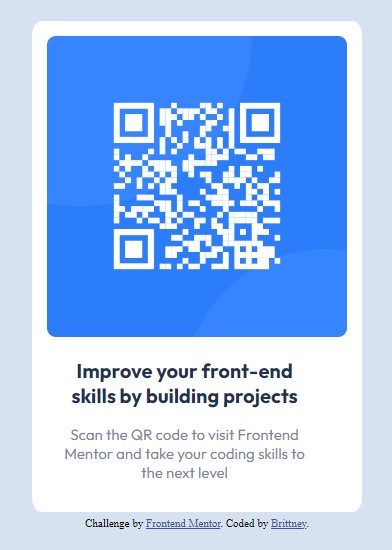 Improve your front-end
skills by building projects
Scan the QR code to visit Frontend
Mentor and take your coding skills to
the next level
Challenge by Frontend Mentor. Coded by Brittney.